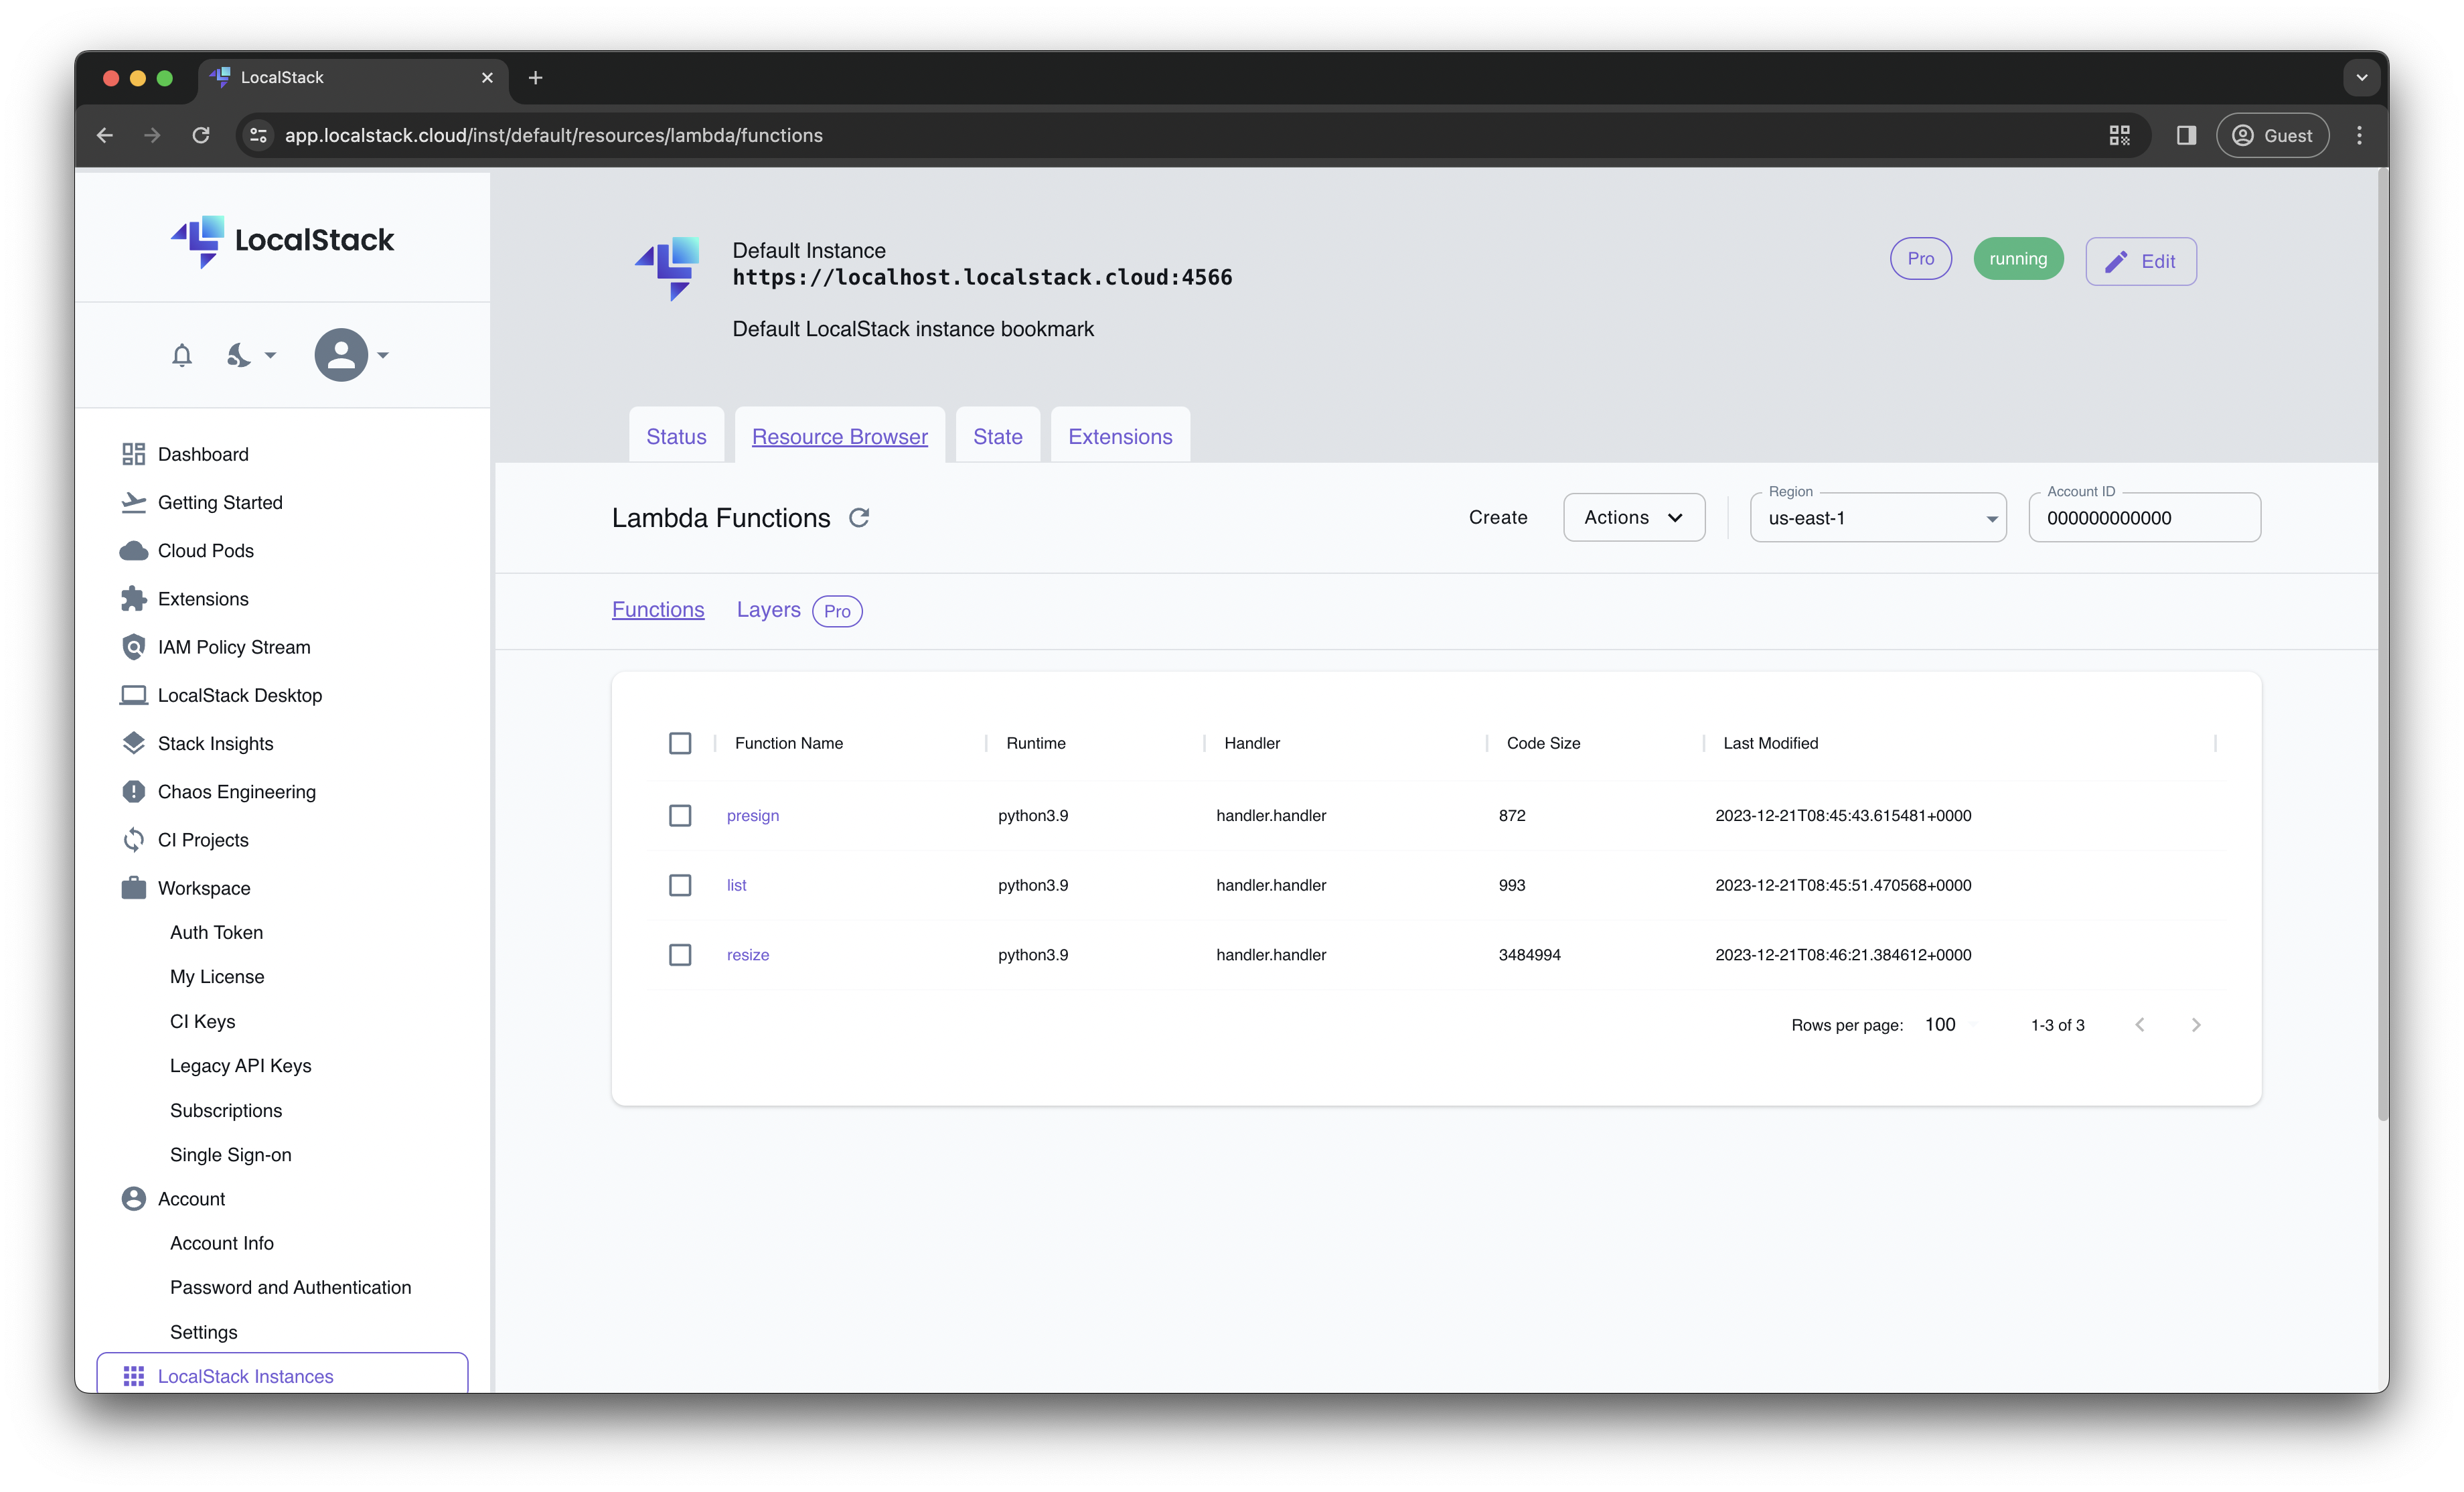 LocalStack
app.localstack.cloud/inst/default/resources/lambda/functions
Guest
LocalStack
Dashboard
Getting Started
Cloud Pods
Extensions
IAM Policy Stream
LocalStack Desktop
Stack Insights
Chaos Engineering
CI Projects
Workspace
Auth Token
My License
CI Keys
Legacy API Keys
Subscriptions
Single Sign-on
Account
Account Info
Password and Authentication
Settings
LocalStack Instances
Default Instance
https://localhost.localstack.cloud:4566
Default LocalStack instance bookmark
Pro running Edit
Status Resource Browser State Extensions
Lambda Functions Create Actions Region us-east-1 Account ID 000000000000
Functions Layers Pro
Function Name Runtime Handler Code Size Last Modified
presign python3.9 handler.handler 872 2023-12-21T08:45:43.615481+0000
list python3.9 handler.handler 993 2023-12-21T08:45:51.470568+0000
resize python3.9 handler.handler 3484994 2023-12-21T08:46:21.384612+0000
Rows per page: 100 1-3 of 3